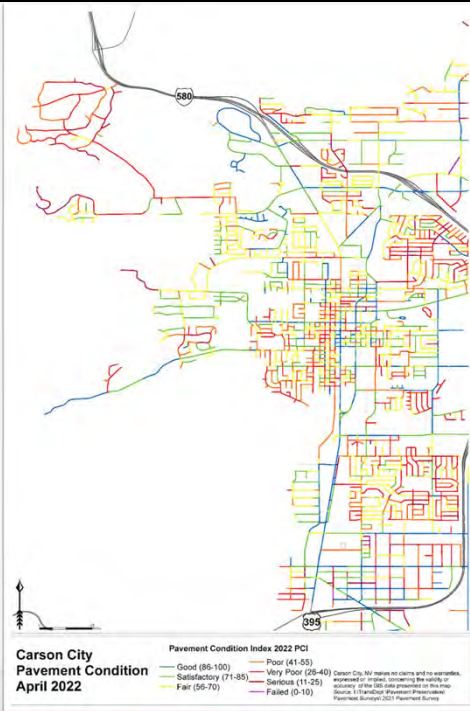 580
395
Carson City
Pavement Condition
April 2022
Pavement Condition Index 2022 PCI
Good (86-100)
Satisfactory (71-85)
Fair (56-70)
Poor (41-55)
Very Poor (26-40)
Serious (11-25)
Failed (0-10)
Carson City, NV makes no claims and no warranties,
expressed or implied, concerning the validity or
accuracy of the GIS data presented on this map.